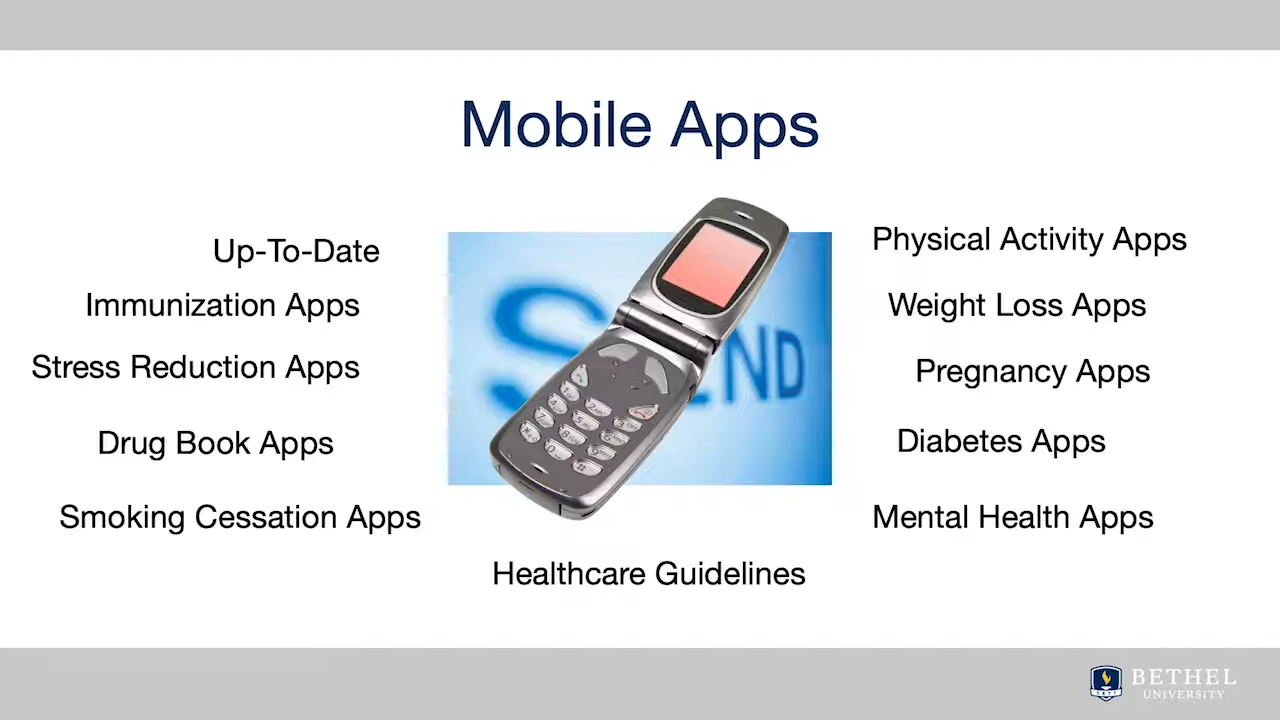 Mobile Apps
Up-To-Date
Immunization Apps
Stress Reduction Apps
Drug Book Apps
Smoking Cessation Apps
Physical Activity Apps
Weight Loss Apps
Pregnancy Apps
Diabetes Apps
Mental Health Apps
Healthcare Guidelines
BETHEL
UNIVERSITY